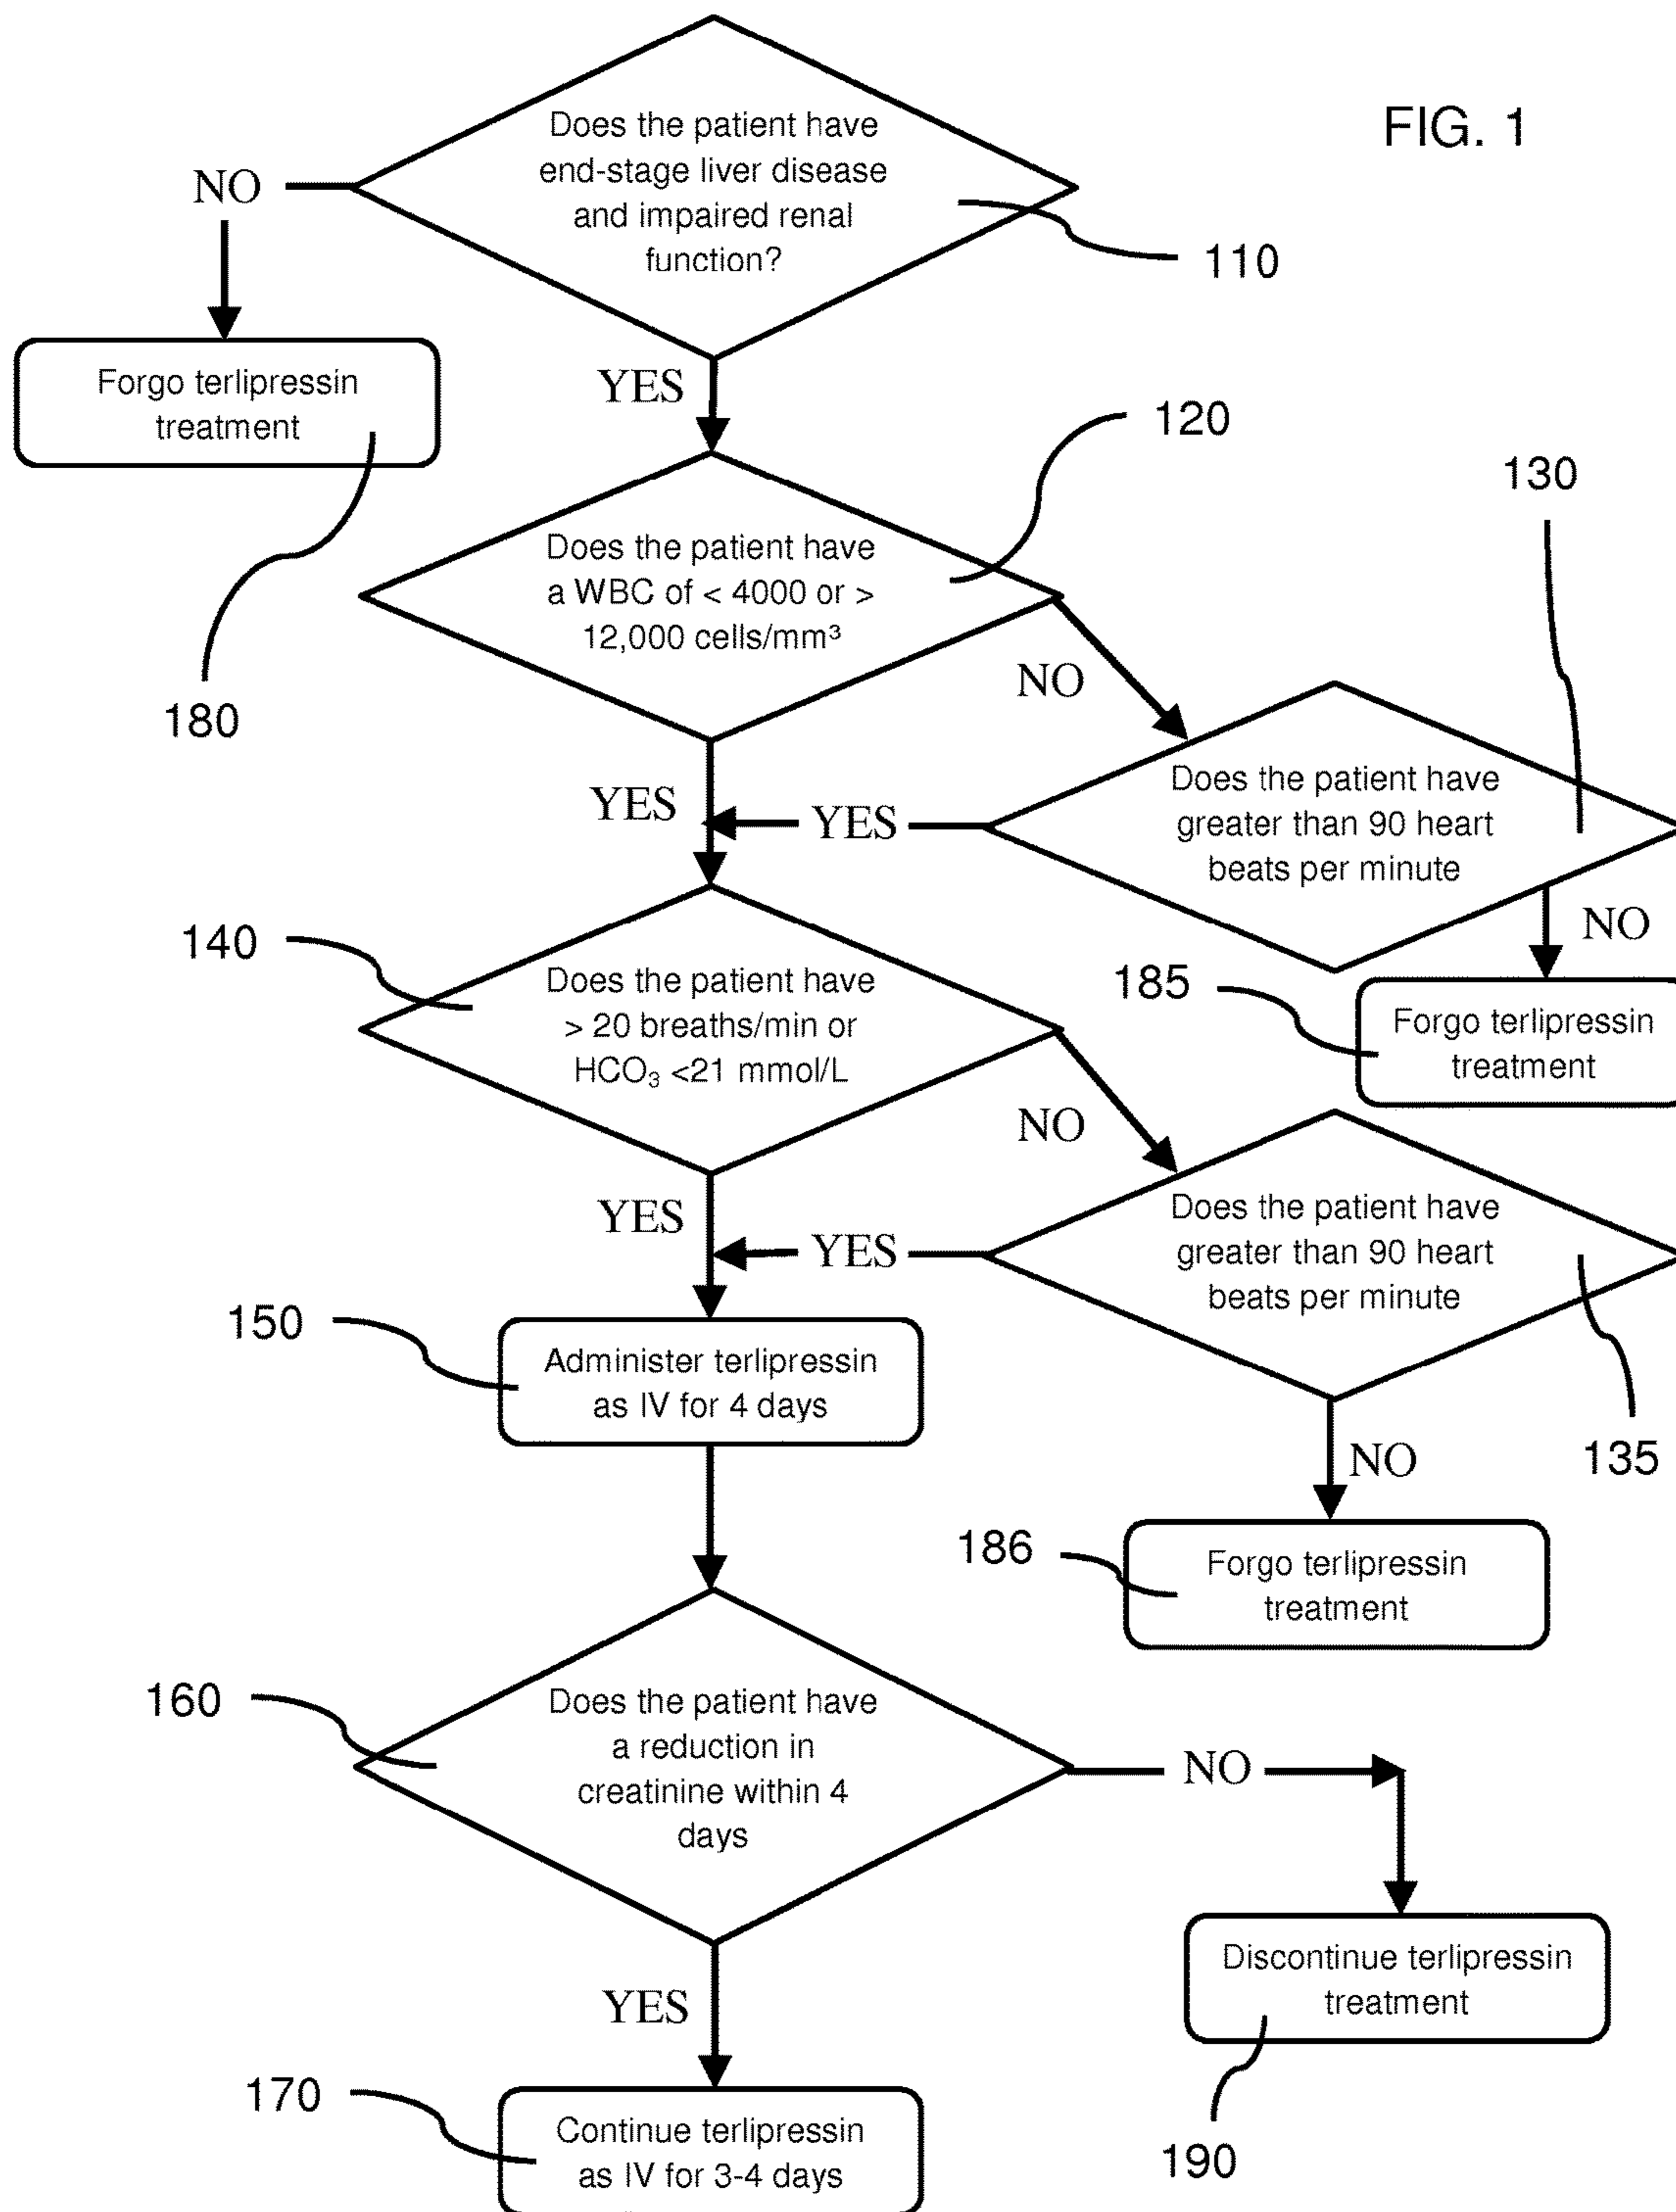 FIG. 1
Does the patient have
end-stage liver disease
and impaired renal
function?
NO
110
Forgo terlipressin
treatment
YES
120
130
Does the patient have
a WBC of < 4000 or >
12,000 cells/mm³
NO
180
Does the patient have
greater than 90 heart
beats per minute
YES
YES
NO
140
185
Does the patient have
> 20 breaths/min or
HCO₃ <21 mmol/L
Forgo terlipressin
treatment
NO
Does the patient have
greater than 90 heart
beats per minute
YES
YES
150
Administer terlipressin
as IV for 4 days
135
NO
186
Forgo terlipressin
treatment
160
Does the patient have
a reduction in
creatinine within 4
days
NO
Discontinue terlipressin
treatment
YES
170
Continue terlipressin
as IV for 3-4 days
190